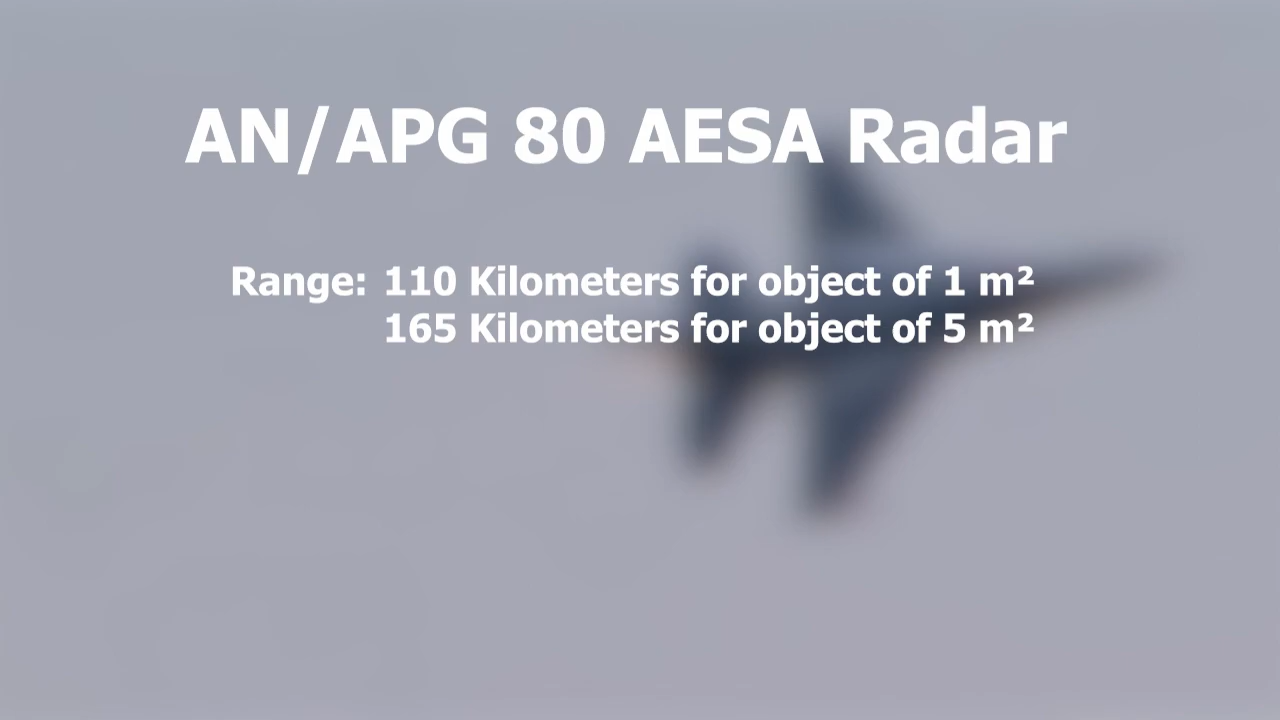 AN/APG 80 AESA Radar
Range: 110 Kilometers for object of 1 m²
165 Kilometers for object of 5 m²